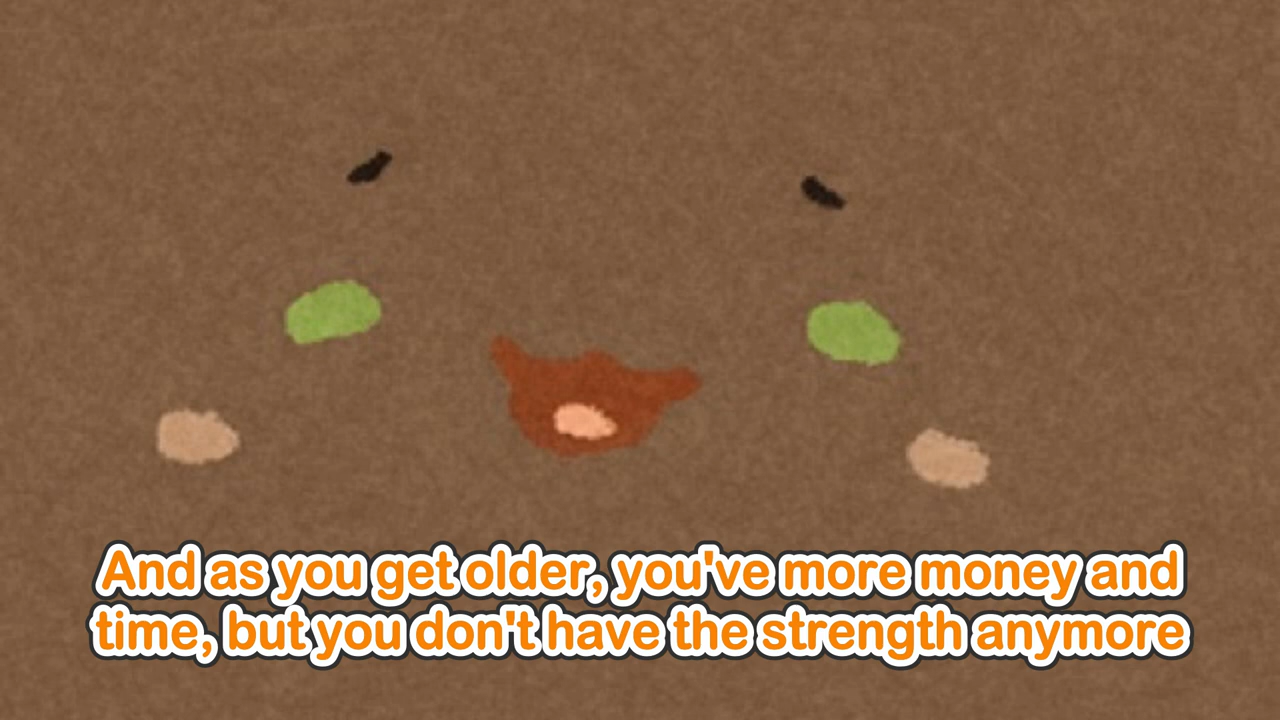 And as you get older, you've more money and
time, but you don't have the strength anymore